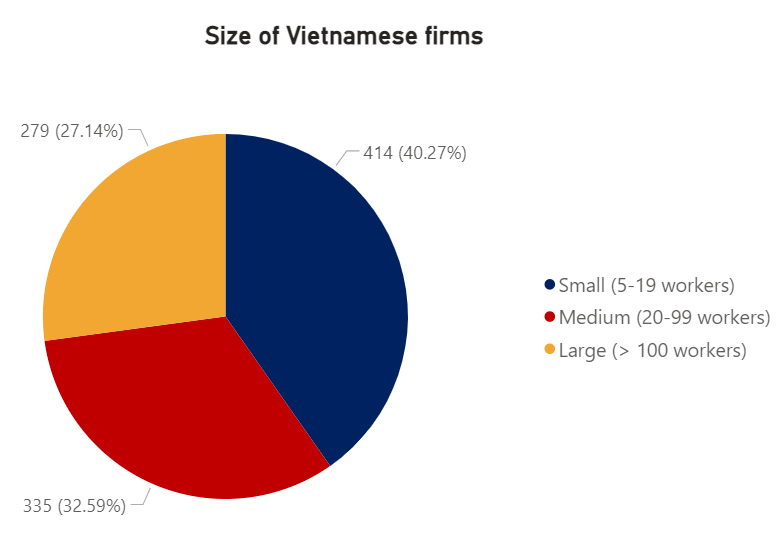 Size of Vietnamese firms
279 (27.14%)
414 (40.27%)
Small (5-19 workers)
Medium (20-99 workers)
Large (> 100 workers)
335 (32.59%)